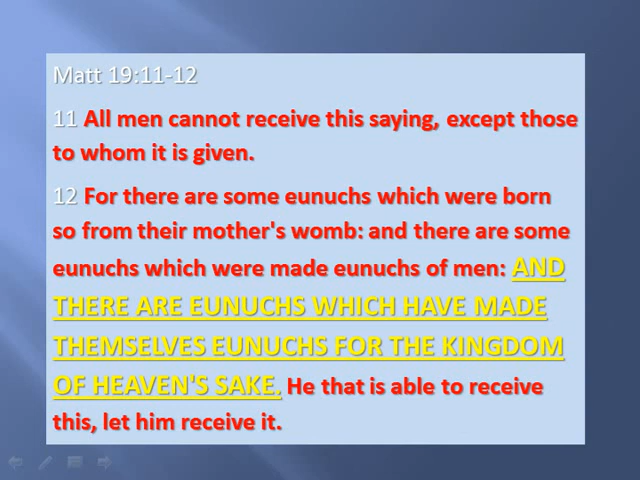 Matt 19:11-12
11 All men cannot receive this saying, except those
to whom it is given.
12 For there are some eunuchs which were born
so from their mother's womb: and there are some
eunuchs which were made eunuchs of men: AND
THERE ARE EUNUCHS WHICH HAVE MADE
THEMSELVES EUNUCHS FOR THE KINGDOM
OF HEAVEN'S SAKE. He that is able to receive
this, let him receive it.